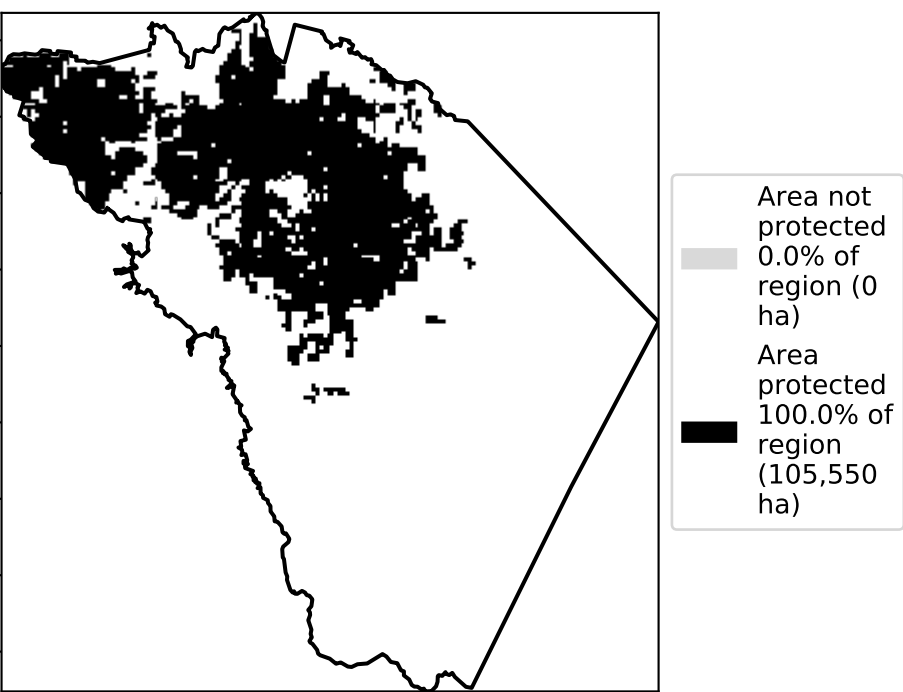 Area not
protected
0.0% of
region (0
ha)
Area
protected
100.0% of
region
(105,550
ha)